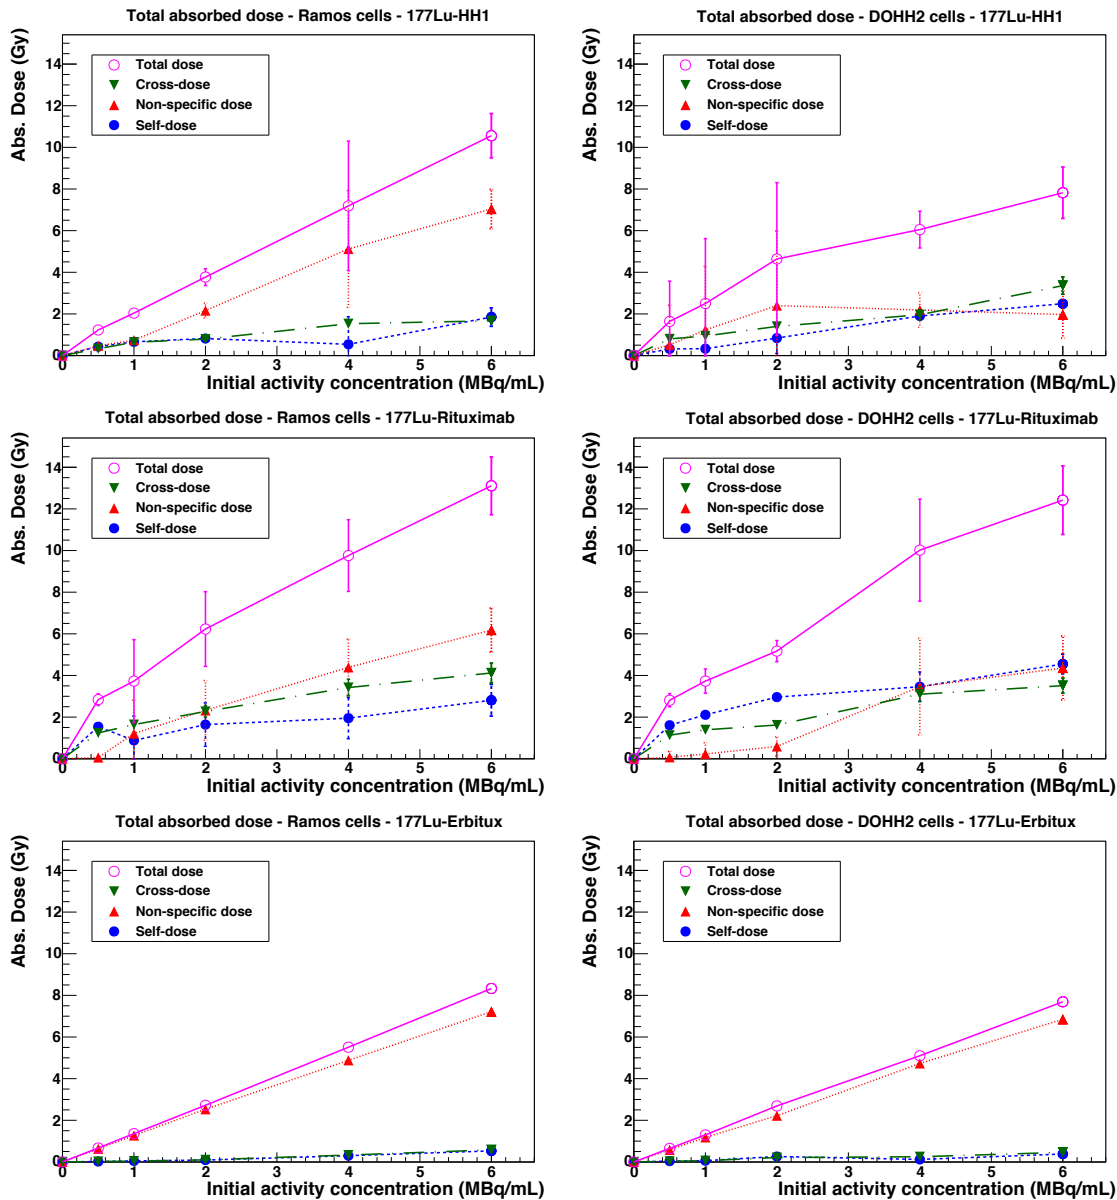 Total absorbed dose - Ramos cells - 177Lu-HH1
Abs. Dose (Gy)
14
12
10
8
6
4
2
0
Total dose
Cross-dose
Non-specific dose
Self-dose
0 1 2 3 4 5 6
Initial activity concentration (MBq/mL)
Total absorbed dose - DOHH2 cells - 177Lu-HH1
Abs. Dose (Gy)
14
12
10
8
6
4
2
0
Total dose
Cross-dose
Non-specific dose
Self-dose
0 1 2 3 4 5 6
Initial activity concentration (MBq/mL)
Total absorbed dose - Ramos cells - 177Lu-Rituximab
Abs. Dose (Gy)
14
12
10
8
6
4
2
0
Total dose
Cross-dose
Non-specific dose
Self-dose
0 1 2 3 4 5 6
Initial activity concentration (MBq/mL)
Total absorbed dose - DOHH2 cells - 177Lu-Rituximab
Abs. Dose (Gy)
14
12
10
8
6
4
2
0
Total dose
Cross-dose
Non-specific dose
Self-dose
0 1 2 3 4 5 6
Initial activity concentration (MBq/mL)
Total absorbed dose - Ramos cells - 177Lu-Erbitux
Abs. Dose (Gy)
14
12
10
8
6
4
2
0
Total dose
Cross-dose
Non-specific dose
Self-dose
0 1 2 3 4 5 6
Initial activity concentration (MBq/mL)
Total absorbed dose - DOHH2 cells - 177Lu-Erbitux
Abs. Dose (Gy)
14
12
10
8
6
4
2
0
Total dose
Cross-dose
Non-specific dose
Self-dose
0 1 2 3 4 5 6
Initial activity concentration (MBq/mL)